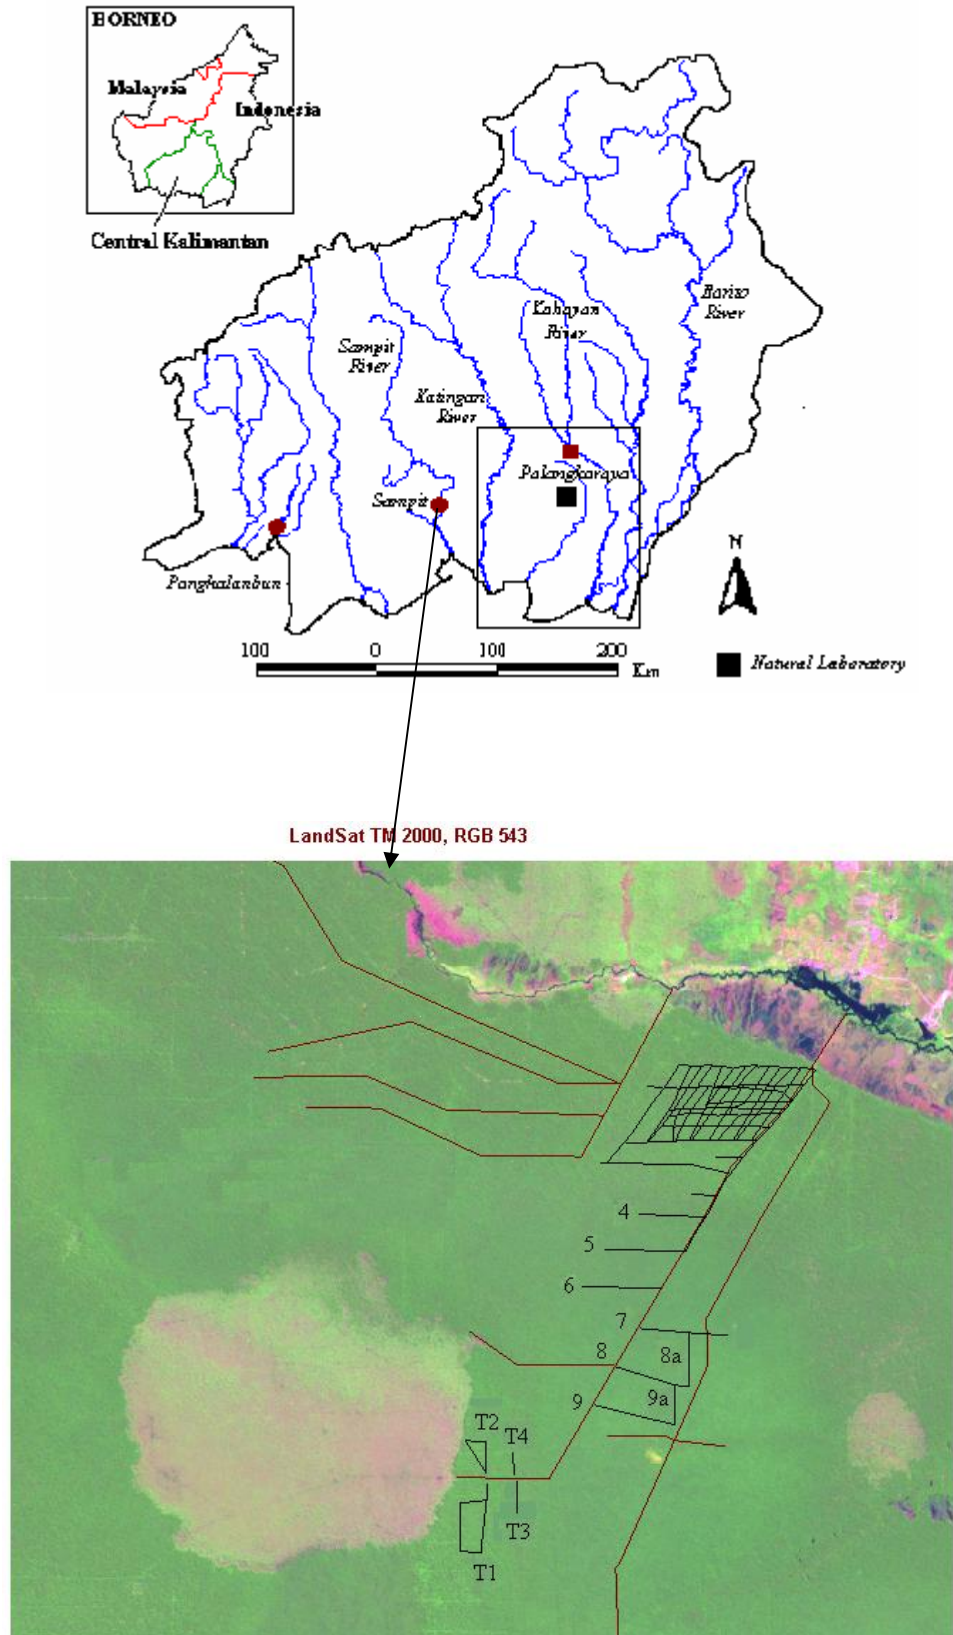 BORNEO
Malaysia
Indonesia
Central Kalimantan
Barito
River
Kahayan
River
Sampit
River
Katingan
River
Palangkaraya
Sampit
Pangkalanbun
N
100 0 100 200
Km
Natural Laboratory
LandSat TM 2000, RGB 543
4
5
6
7
8
8a
9
9a
T2
T4
T3
T1